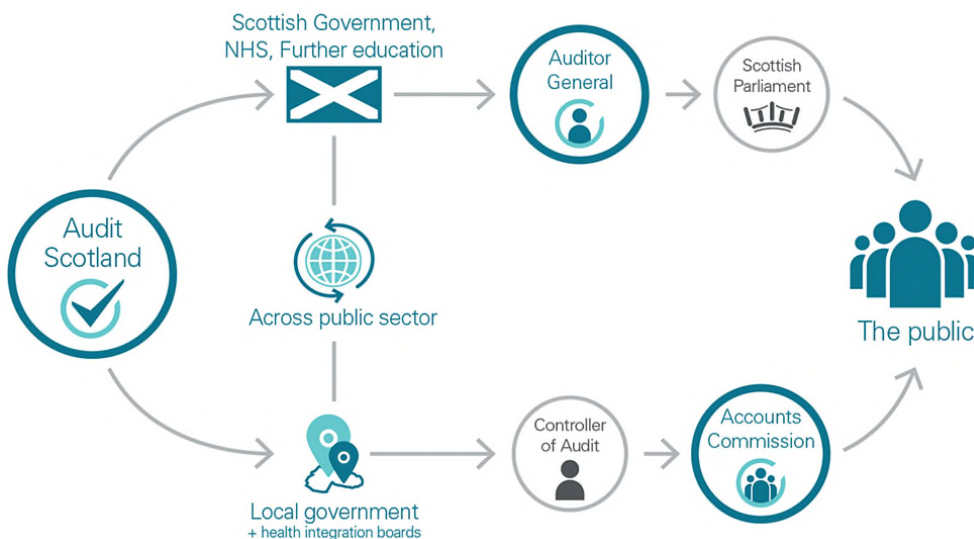 Scottish Government,
NHS, Further education
Auditor
General
Scottish
Parliament
Audit
Scotland
Across public sector
The public
Local government
+ health integration boards
Controller
of Audit
Accounts
Commission